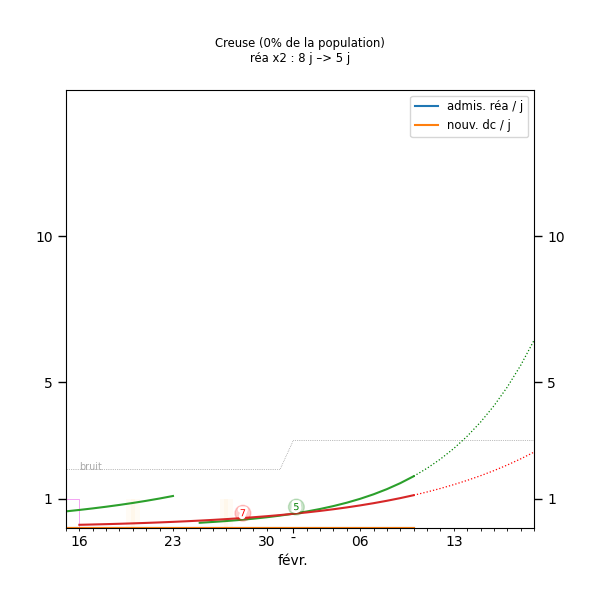 Creuse (0% de la population)
réa x2 : 8 j –> 5 j
admis. réa / j
nouv. dc / j
10 10
5 5
bruit
1 1
7 5
16 23 30 - 06 13
févr.